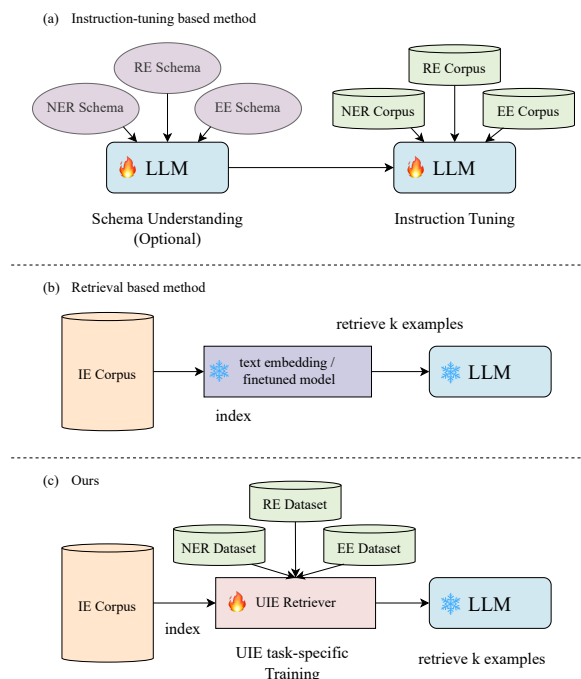 (a) Instruction-tuning based method
RE Schema
NER Schema
EE Schema
LLM
Schema Understanding
(Optional)
RE Corpus
NER Corpus
EE Corpus
LLM
Instruction Tuning
(b) Retrieval based method
IE Corpus
text embedding /
finetuned model
index
retrieve k examples
LLM
(c) Ours
RE Dataset
NER Dataset
EE Dataset
IE Corpus
index
UIE Retriever
UIE task-specific
Training
LLM
retrieve k examples